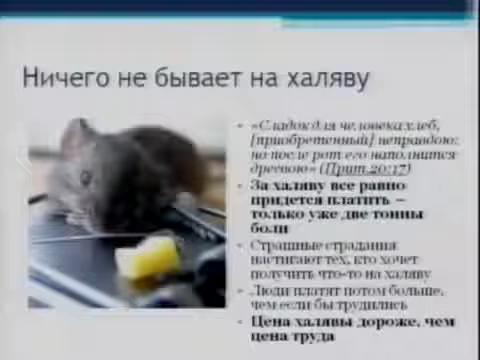 Ничего не бывает на халяву
• «Сладок для человека хлеб,
[приобретенный] неправдою;
но после рот его наполнится
дресвою» (Прит.20:17)
• За халяву все равно
придется платить –
только уже две тонны
боли
• Страшные страдания
настигают тех, кто хочет
получить что-то на халяву
• Люди платят потом больше,
чем если бы трудились
• Цена халявы дороже, чем
цена труда